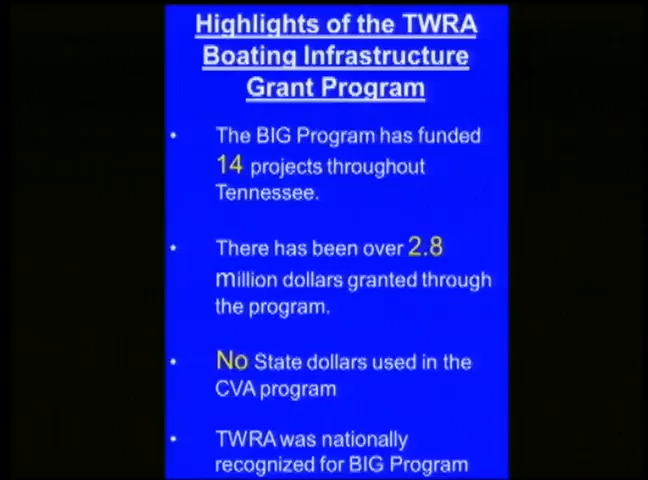 Highlights of the TWRA
Boating Infrastructure
Grant Program
• The BIG Program has funded
14 projects throughout
Tennessee.
• There has been over 2.8
million dollars granted through
the program.
• No State dollars used in the
CVA program
• TWRA was nationally
recognized for BIG Program